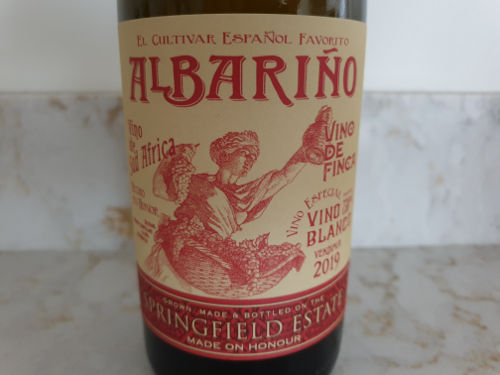 El Cultivar Español Favorito
ALBARIÑO
Vino
de
Sud Africa
VINO
DE
FINCA
Vino Especial
VINO
BLANCO
VENDIMIA
2019
GROWN, MADE & BOTTLED ON THE
SPRINGFIELD ESTATE
MADE ON HONOUR